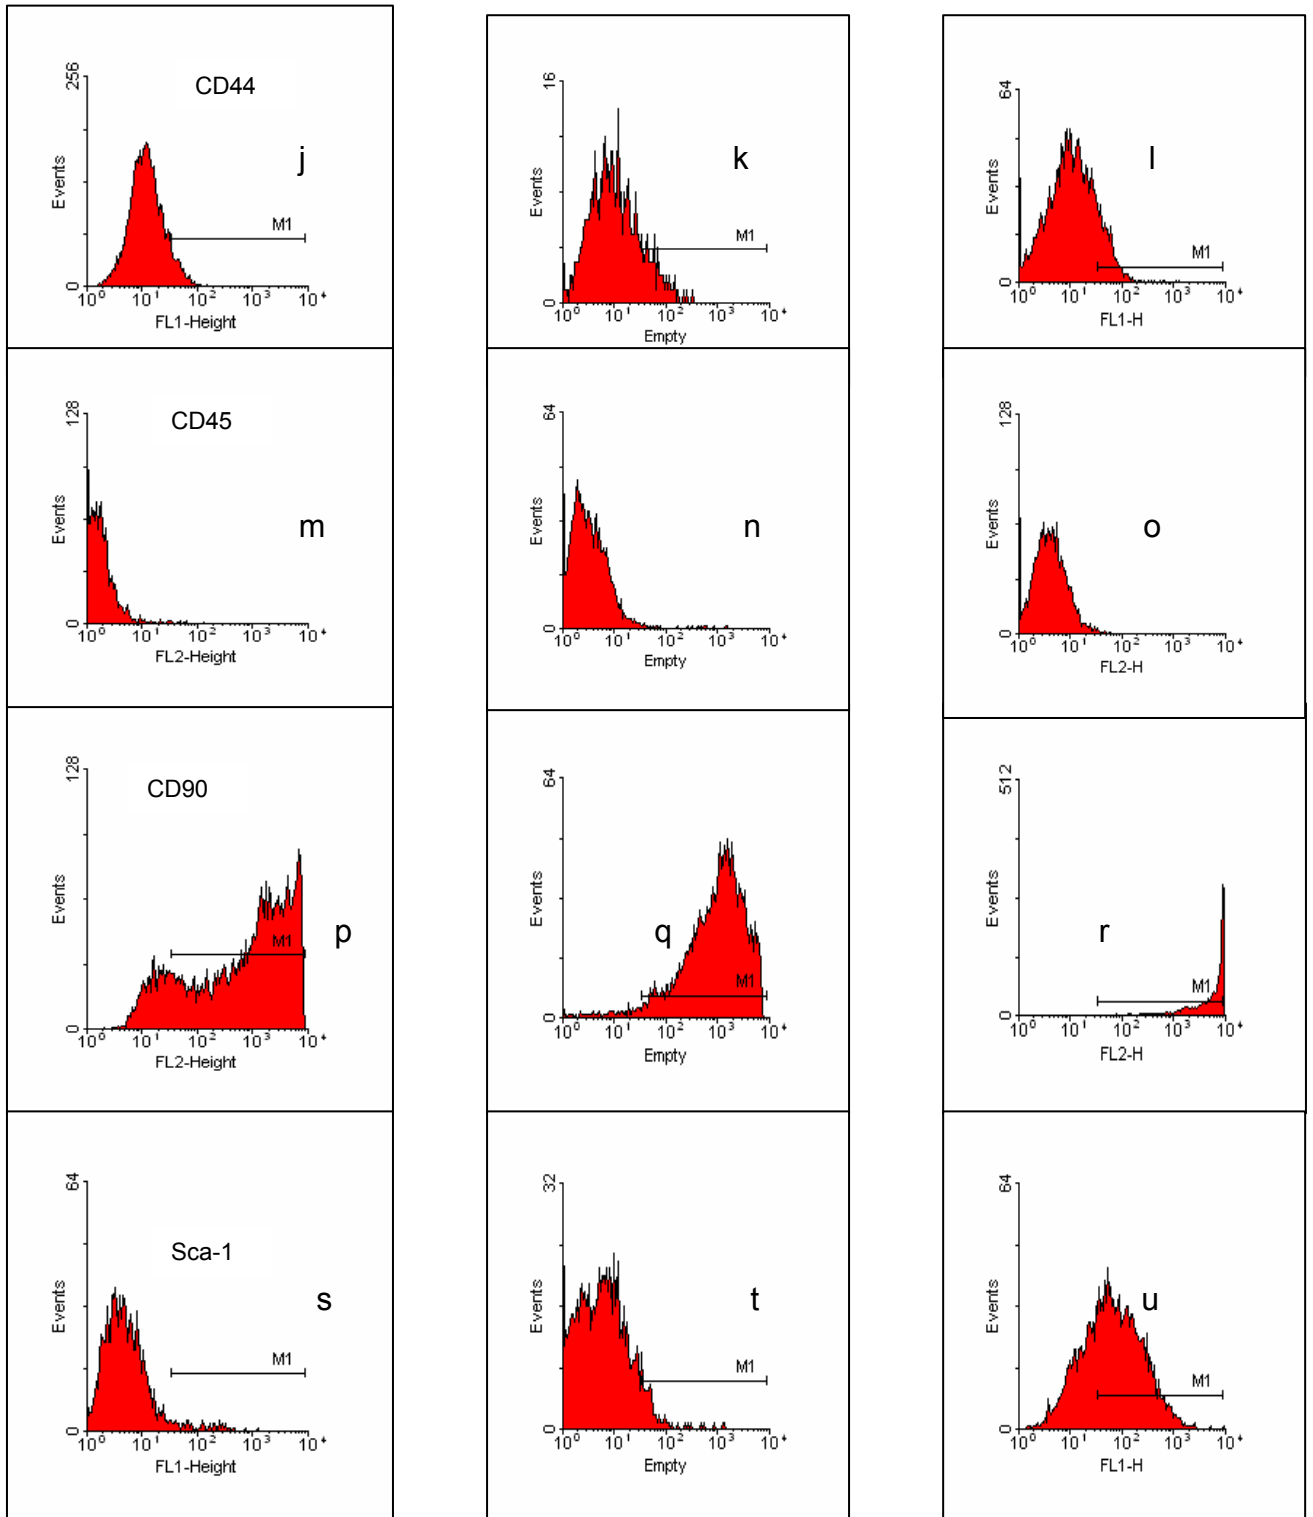 256
CD44
j
Events
M1
0
10⁰ 10¹ 10² 10³ 10⁴
FL1-Height
16
k
Events
M1
0
10⁰ 10¹ 10² 10³ 10⁴
Empty
64
l
Events
M1
0
10⁰ 10¹ 10² 10³ 10⁴
FL1-H
128
CD45
m
Events
0
10⁰ 10¹ 10² 10³ 10⁴
FL2-Height
64
n
Events
0
10⁰ 10¹ 10² 10³ 10⁴
Empty
128
o
Events
0
10⁰ 10¹ 10² 10³ 10⁴
FL2-H
128
CD90
p
Events
M1
0
10⁰ 10¹ 10² 10³ 10⁴
FL2-Height
64
q
Events
M1
0
10⁰ 10¹ 10² 10³ 10⁴
Empty
512
r
Events
M1
0
10⁰ 10¹ 10² 10³ 10⁴
FL2-H
64
Sca-1
s
Events
M1
0
10⁰ 10¹ 10² 10³ 10⁴
FL1-Height
32
t
Events
M1
0
10⁰ 10¹ 10² 10³ 10⁴
Empty
64
u
Events
M1
0
10⁰ 10¹ 10² 10³ 10⁴
FL1-H